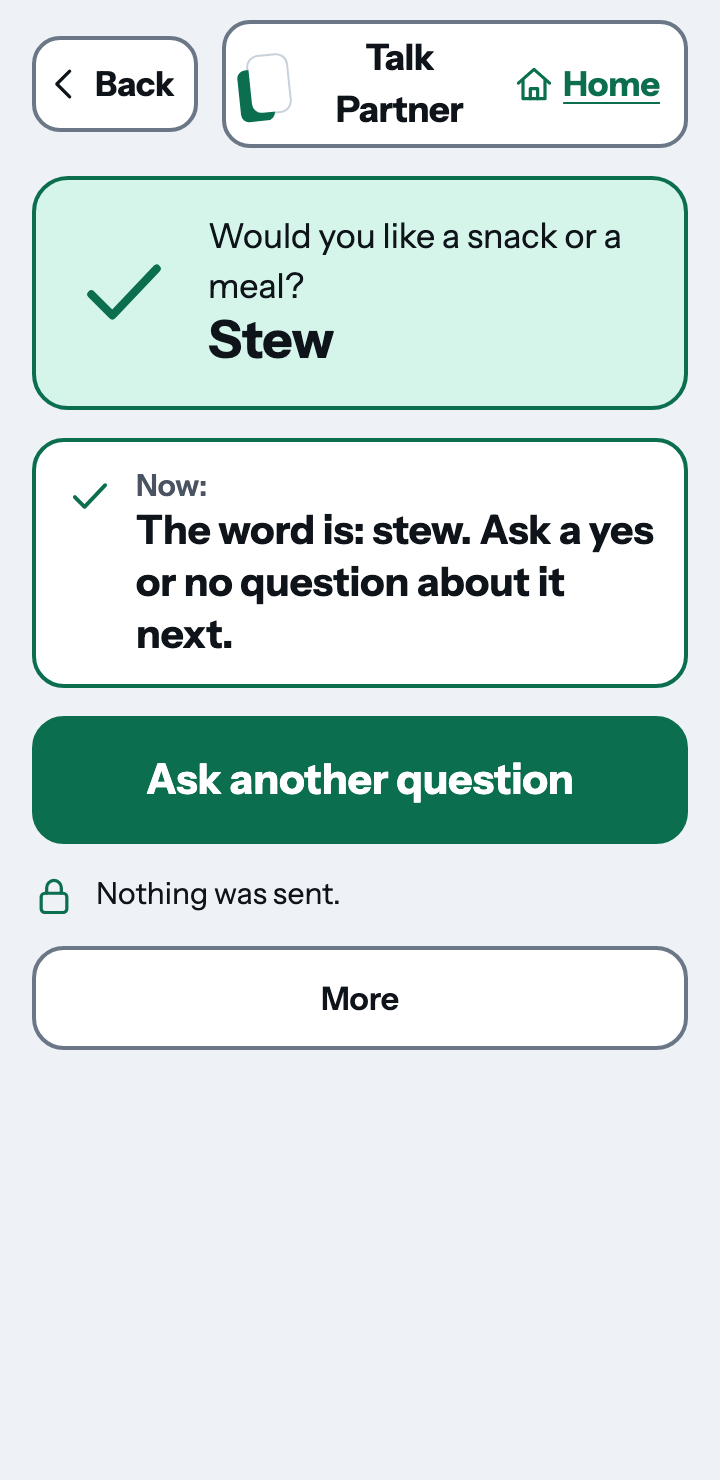 Back
Talk
Partner
Home
Would you like a snack or a
meal?
Stew
Now:
The word is: stew. Ask a yes
or no question about it
next.
Ask another question
Nothing was sent.
More